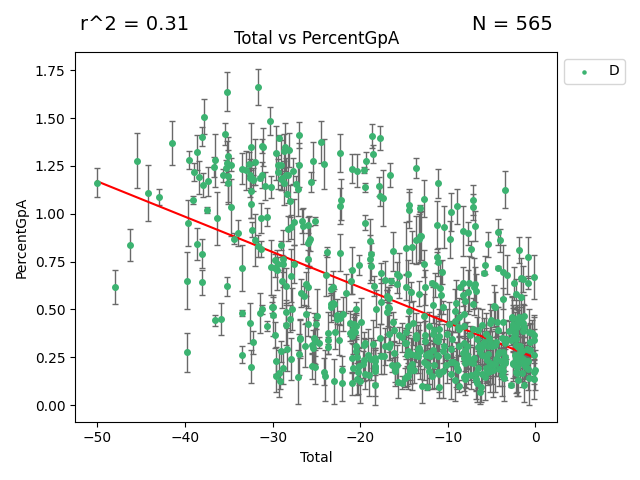 r^2 = 0.31
N = 565
Total vs PercentGpA
D
PercentGpA
1.75
1.50
1.25
1.00
0.75
0.50
0.25
0.00
−50
−40
−30
−20
−10
0
Total